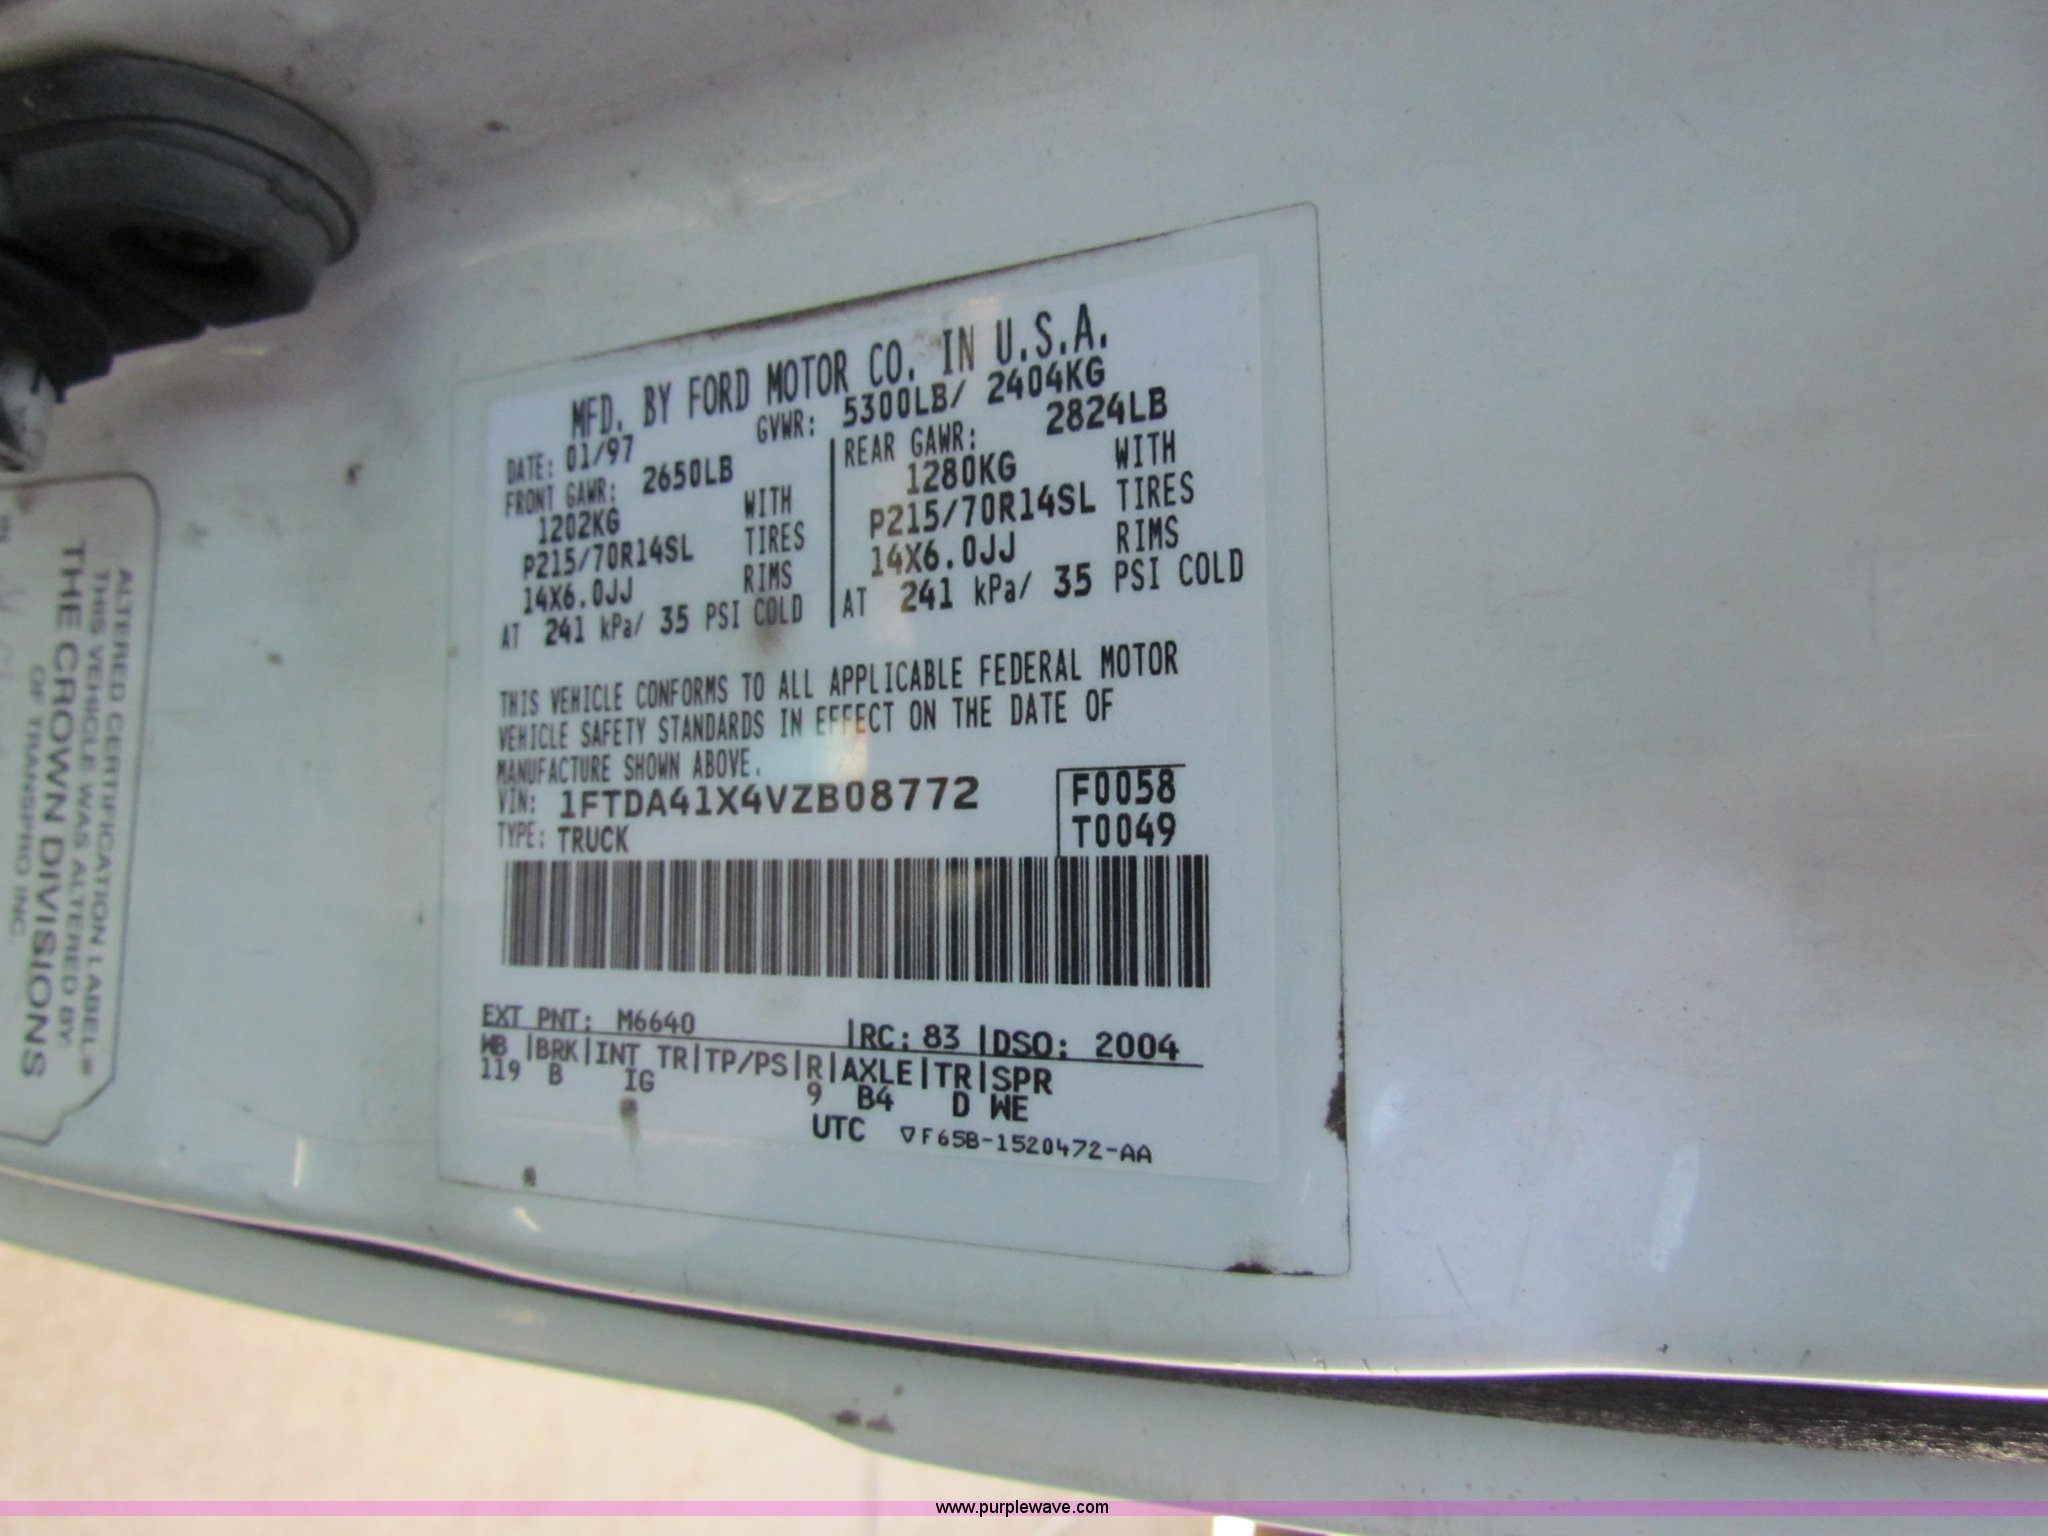 MFD. BY FORD MOTOR CO. IN U.S.A.
DATE: 01/97 GVWR: 5300LB/ 2404KG
FRONT GAWR: 2650LB
1202KG WITH
P215/70R14SL TIRES
14X6.0JJ RIMS
AT 241 kPa/ 35 PSI COLD
REAR GAWR: 2824LB
1280KG WITH
P215/70R14SL TIRES
14X6.0JJ RIMS
AT 241 kPa/ 35 PSI COLD
THIS VEHICLE CONFORMS TO ALL APPLICABLE FEDERAL MOTOR
VEHICLE SAFETY STANDARDS IN EFFECT ON THE DATE OF
MANUFACTURE SHOWN ABOVE.
VIN: 1FTDA41X4VZB08772 F0058
TYPE: TRUCK T0049
EXT PNT: M6640 |RC: 83 |DSO: 2004
WB |BRK|INT TR|TP/PS|R|AXLE|TR|SPR
119 B IG 9 B4 D WE
UTC ▽F65B-1520472-AA
ALTERED CERTIFICATION LABEL
THIS VEHICLE WAS ALTERED BY
THE CROWN DIVISIONS
OF TRANSPRO INC
www.purplewave.com